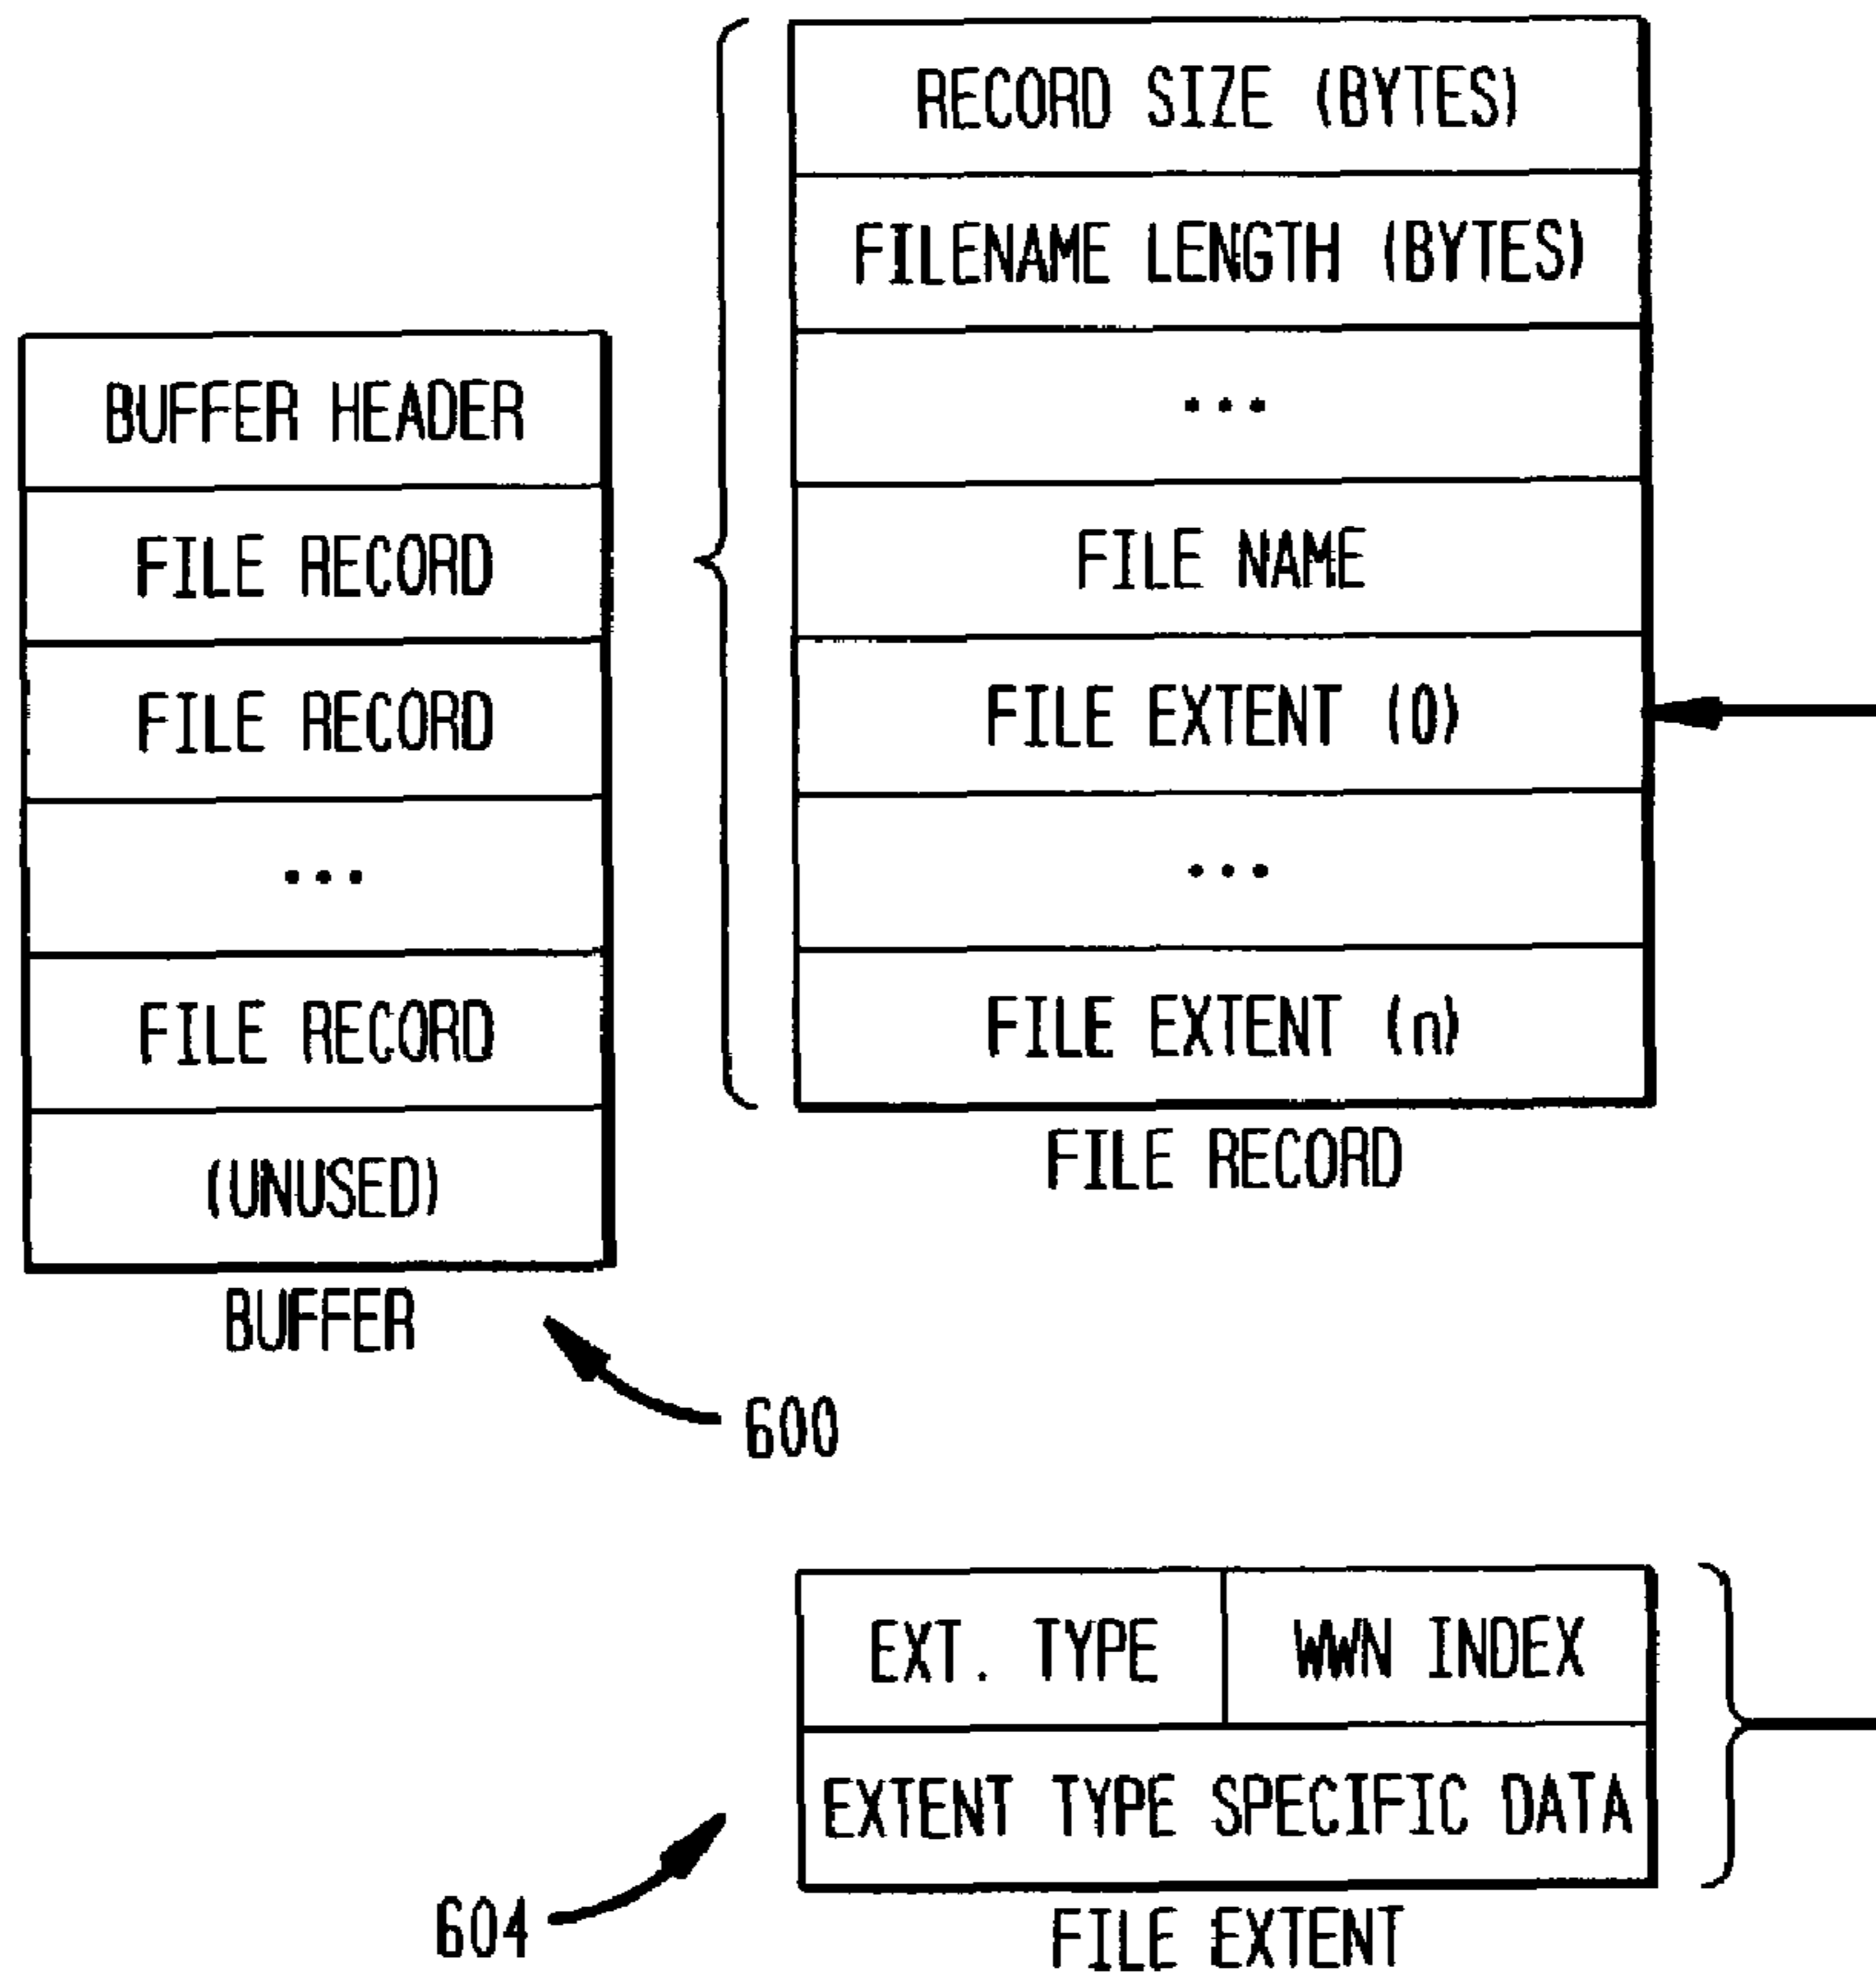 BUFFER HEADER
FILE RECORD
FILE RECORD
...
FILE RECORD
(UNUSED)
BUFFER
600
RECORD SIZE (BYTES)
FILENAME LENGTH (BYTES)
...
FILE NAME
FILE EXTENT (0)
...
FILE EXTENT (n)
FILE RECORD
EXT. TYPE
WWN INDEX
EXTENT TYPE SPECIFIC DATA
FILE EXTENT
604